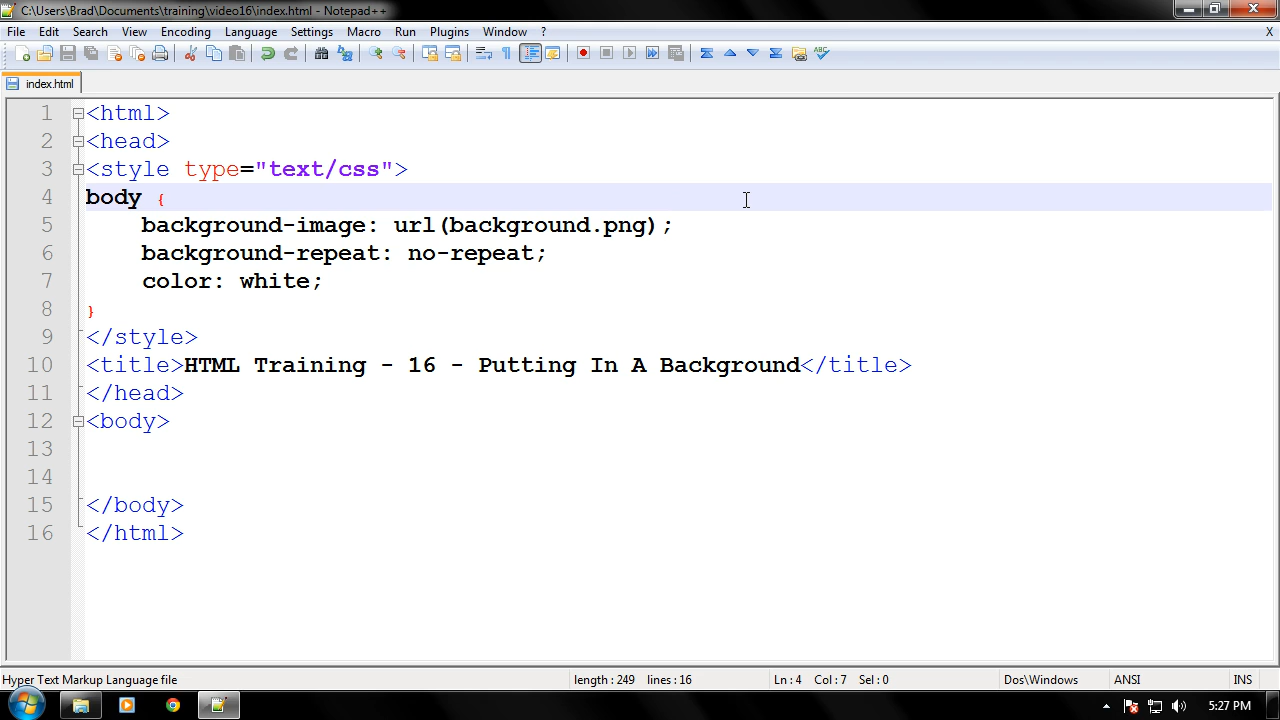 C:\Users\Brad\Documents\training\video16\index.html - Notepad++
File Edit Search View Encoding Language Settings Macro Run Plugins Window ? X
index.html
1 <html>
2 <head>
3 <style type="text/css">
4 body {
5 background-image: url(background.png);
6 background-repeat: no-repeat;
7 color: white;
8 }
9 </style>
10 <title>HTML Training - 16 - Putting In A Background</title>
11 </head>
12 <body>
13
14
15 </body>
16 </html>
Hyper Text Markup Language file length : 249 lines : 16 Ln : 4 Col : 7 Sel : 0 Dos\Windows ANSI INS
5:27 PM